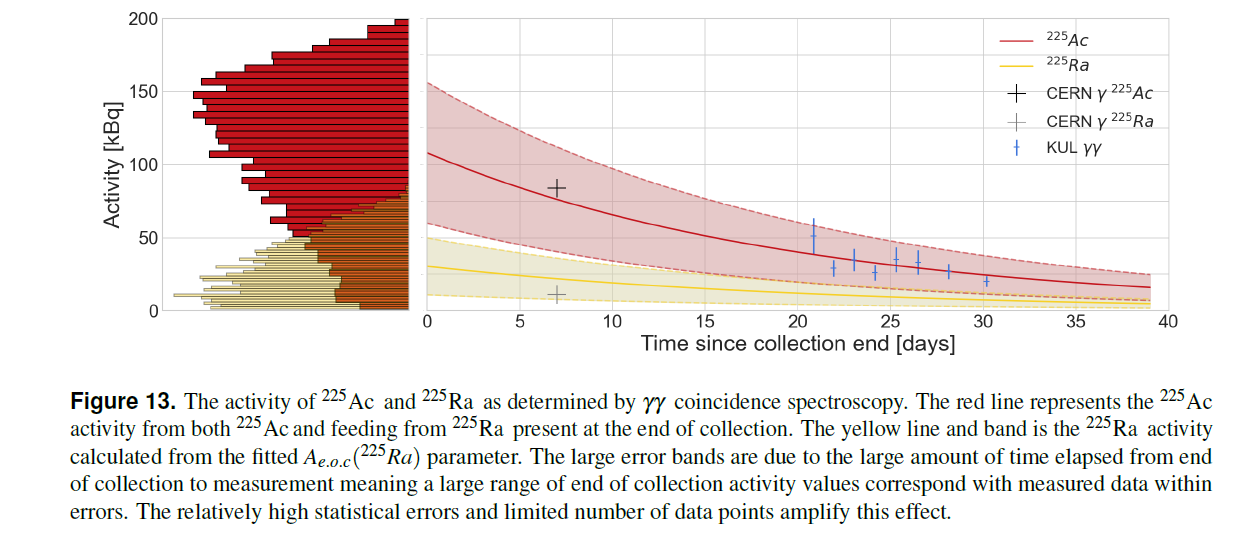 200
150
100
50
0
Activity [kBq]
²²⁵Ac
²²⁵Ra
CERN γ ²²⁵Ac
CERN γ ²²⁵Ra
KUL γγ
0 5 10 15 20 25 30 35 40
Time since collection end [days]
Figure 13. The activity of ²²⁵Ac and ²²⁵Ra as determined by γγ coincidence spectroscopy. The red line represents the ²²⁵Ac
activity from both ²²⁵Ac and feeding from ²²⁵Ra present at the end of collection. The yellow line and band is the ²²⁵Ra activity
calculated from the fitted Aₑ.ₒ.c(²²⁵Ra) parameter. The large error bands are due to the large amount of time elapsed from end
of collection to measurement meaning a large range of end of collection activity values correspond with measured data within
errors. The relatively high statistical errors and limited number of data points amplify this effect.